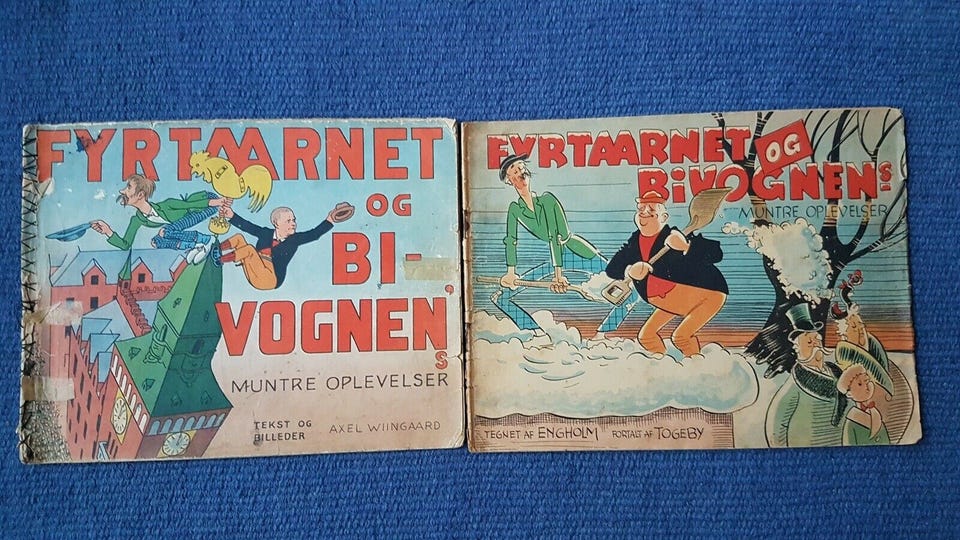 FYRTAARNET
OG
BI-
VOGNEN,
S
MUNTRE OPLEVELSER
TEKST OG
BILLEDER
AXEL WIINGAARD
FYRTAARNET
OG
BIVOGNEN'S
MUNTRE OPLEVELSER
TEGNET AF ENGHOLM FORTALT AF TOGEBY